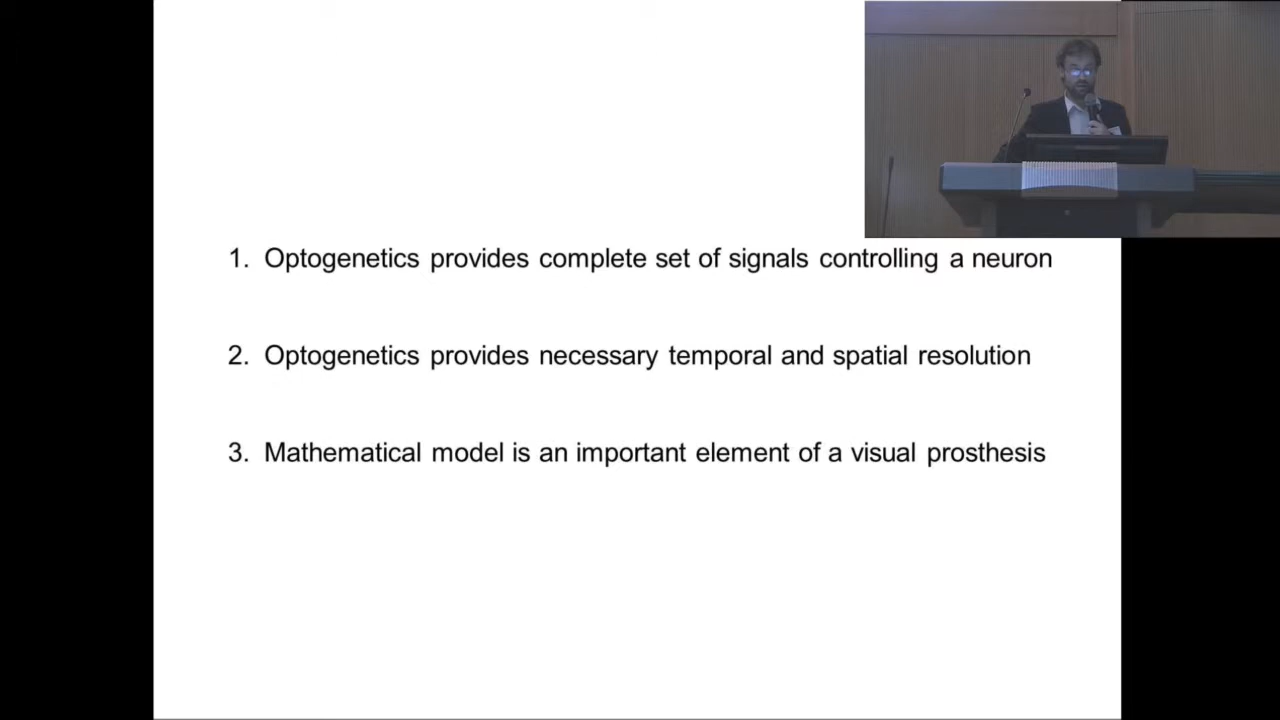 1. Optogenetics provides complete set of signals controlling a neuron
2. Optogenetics provides necessary temporal and spatial resolution
3. Mathematical model is an important element of a visual prosthesis